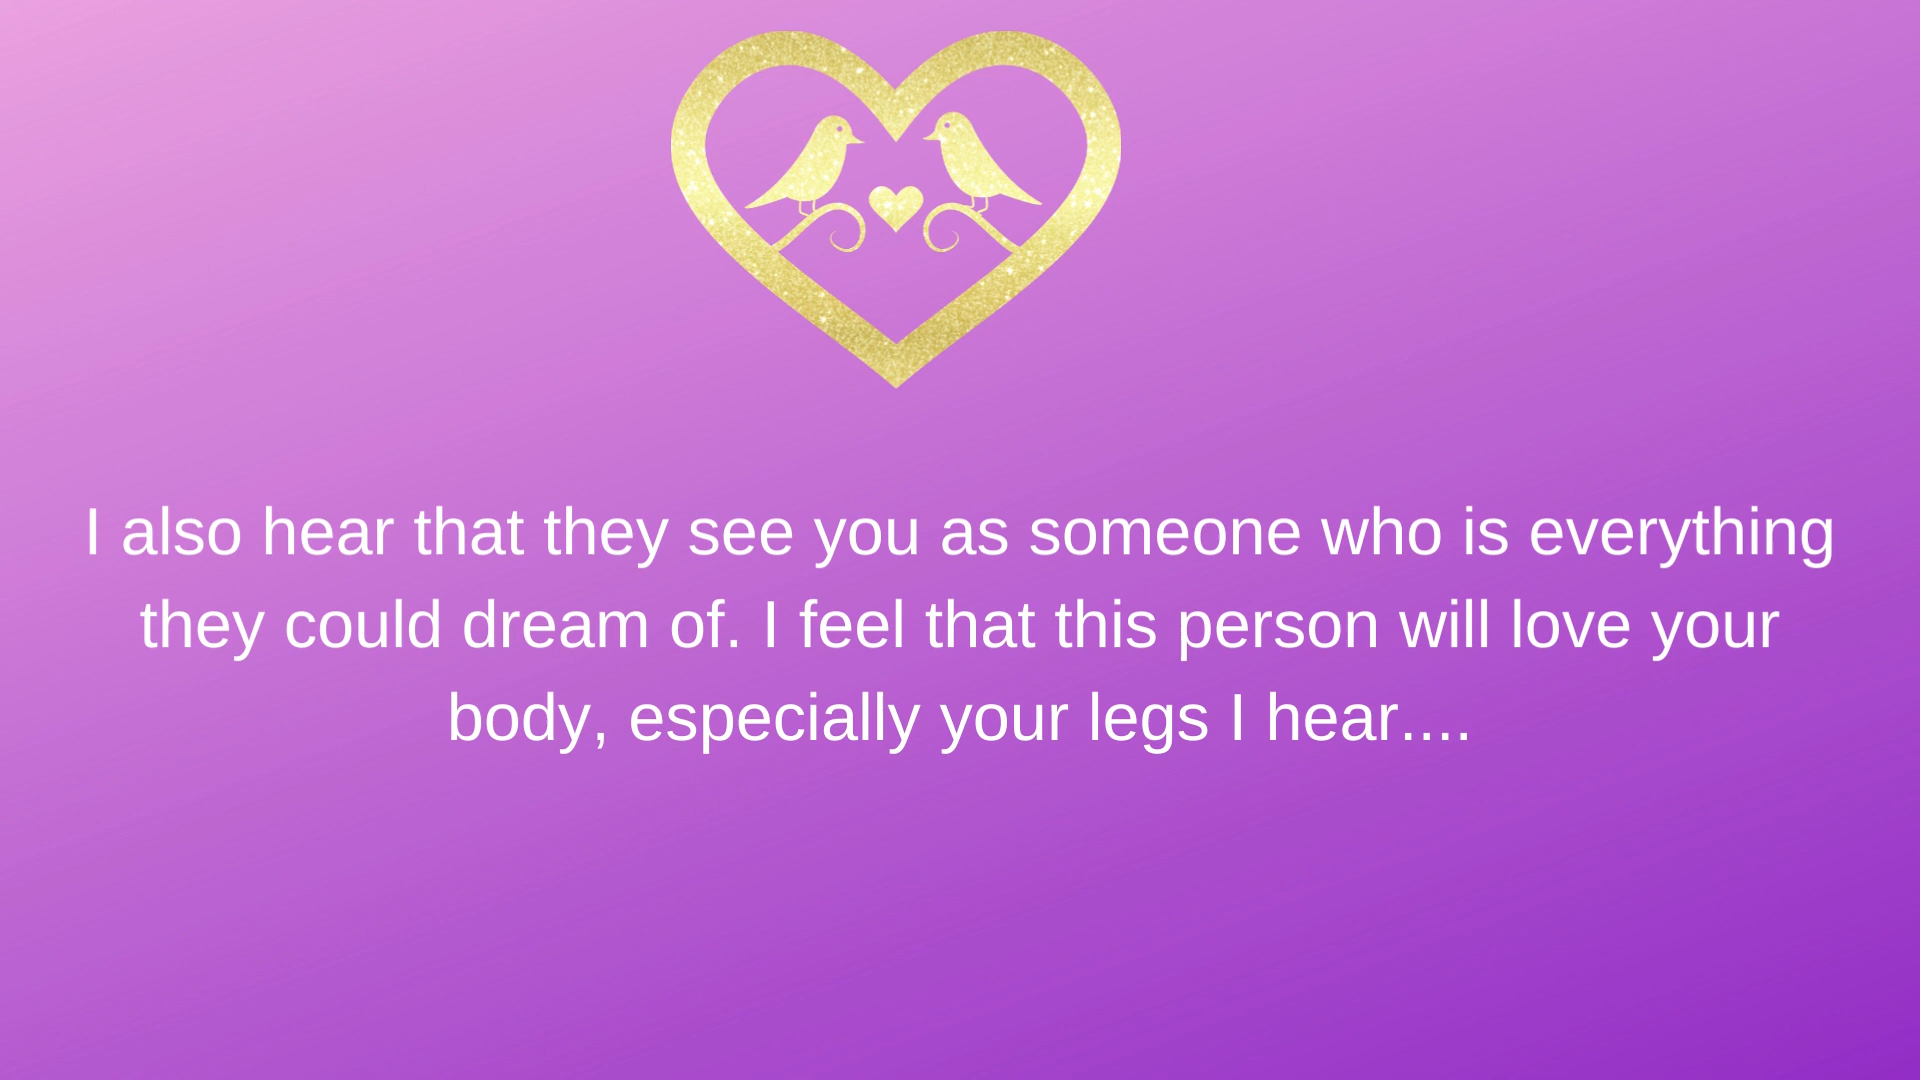 I also hear that they see you as someone who is everything
they could dream of. I feel that this person will love your
body, especially your legs I hear....